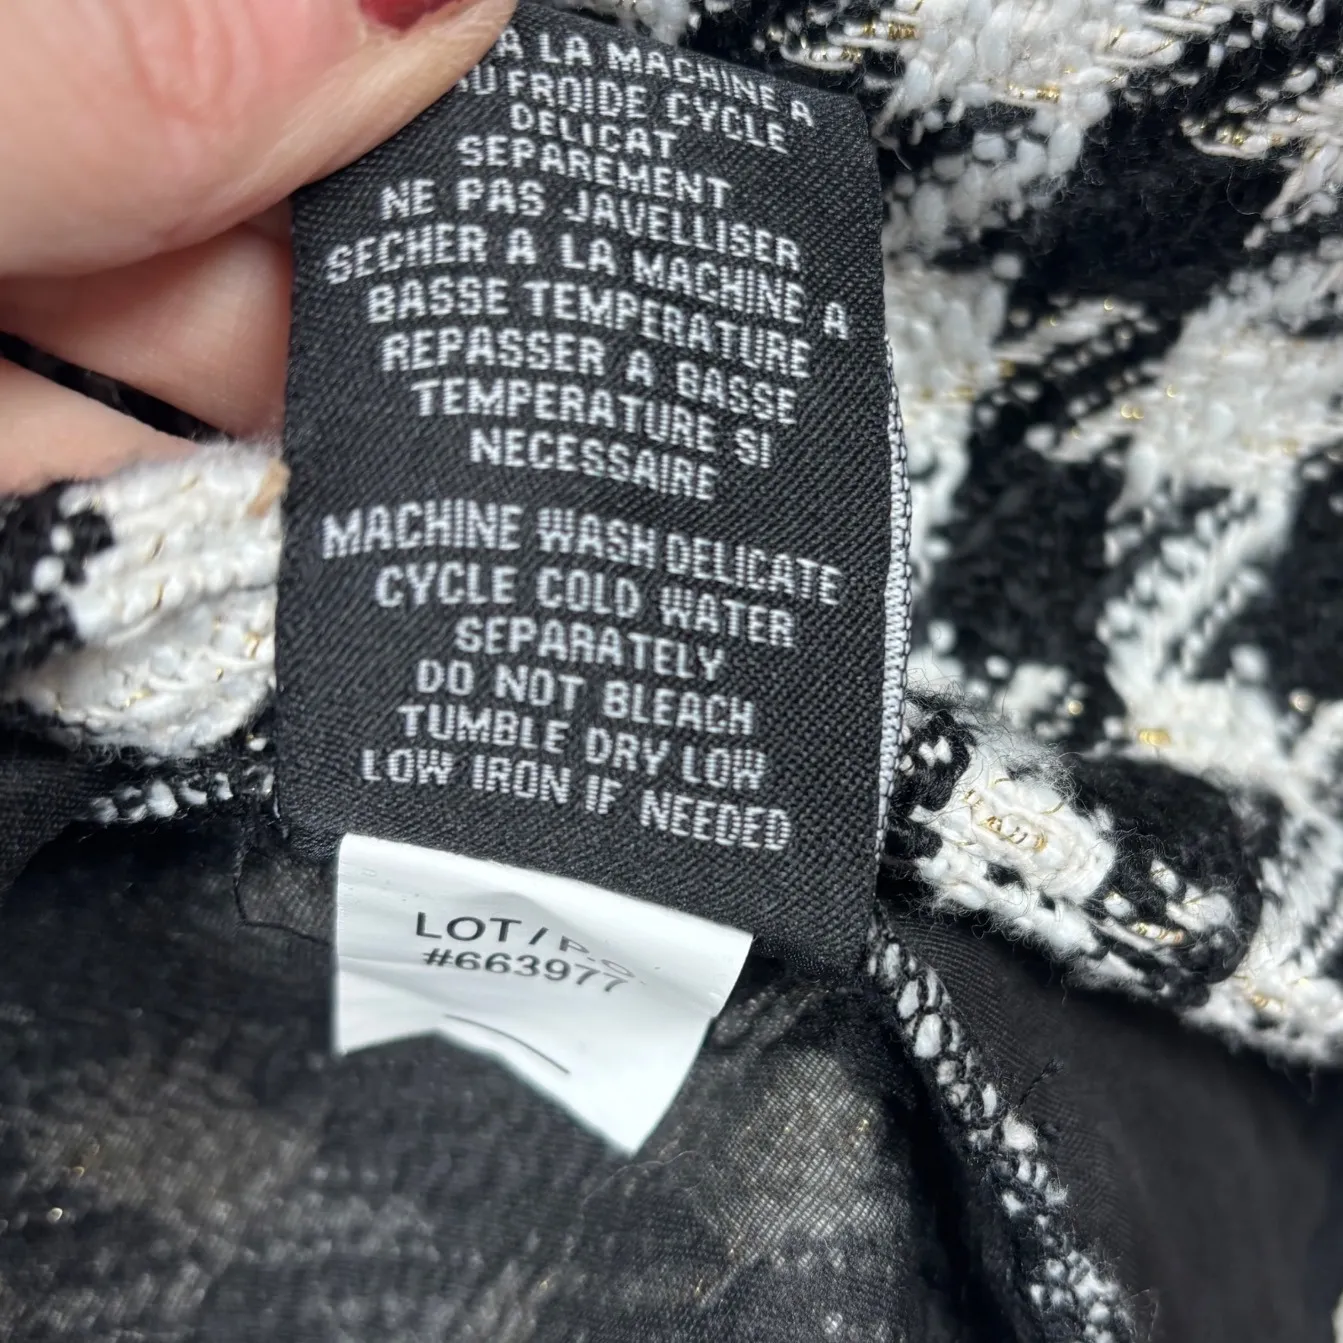 A LA MACHINE A
AU FROIDE CYCLE
DELICAT
SEPAREMENT
NE PAS JAVELLISER
SECHER A LA MACHINE A
BASSE TEMPERATURE
REPASSER A BASSE
TEMPERATURE SI
NECESSAIRE
MACHINE WASH DELICATE
CYCLE COLD WATER
SEPARATELY
DO NOT BLEACH
TUMBLE DRY LOW
LOW IRON IF NEEDED
LOT/P.O
#663977